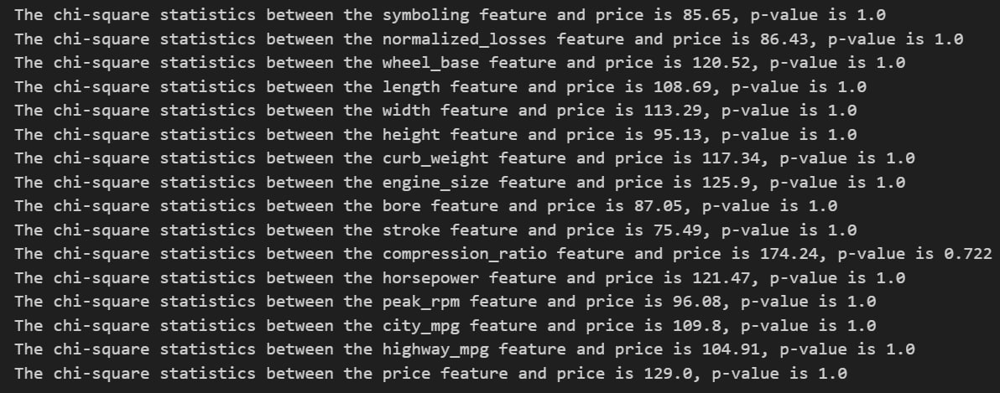 The chi-square statistics between the symboling feature and price is 85.65, p-value is 1.0
The chi-square statistics between the normalized_losses feature and price is 86.43, p-value is 1.0
The chi-square statistics between the wheel_base feature and price is 120.52, p-value is 1.0
The chi-square statistics between the length feature and price is 108.69, p-value is 1.0
The chi-square statistics between the width feature and price is 113.29, p-value is 1.0
The chi-square statistics between the height feature and price is 95.13, p-value is 1.0
The chi-square statistics between the curb_weight feature and price is 117.34, p-value is 1.0
The chi-square statistics between the engine_size feature and price is 125.9, p-value is 1.0
The chi-square statistics between the bore feature and price is 87.05, p-value is 1.0
The chi-square statistics between the stroke feature and price is 75.49, p-value is 1.0
The chi-square statistics between the compression_ratio feature and price is 174.24, p-value is 0.722
The chi-square statistics between the horsepower feature and price is 121.47, p-value is 1.0
The chi-square statistics between the peak_rpm feature and price is 96.08, p-value is 1.0
The chi-square statistics between the city_mpg feature and price is 109.8, p-value is 1.0
The chi-square statistics between the highway_mpg feature and price is 104.91, p-value is 1.0
The chi-square statistics between the price feature and price is 129.0, p-value is 1.0